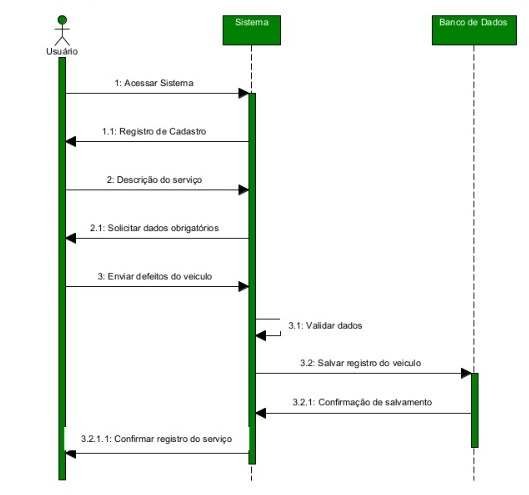 Sistema
Banco de Dados
Usuário
1: Acessar Sistema
1.1: Registro de Cadastro
2: Descrição do serviço
2.1: Solicitar dados obrigatórios
3: Enviar defeitos do veiculo
3.1: Validar dados
3.2: Salvar registro do veiculo
3.2.1: Confirmação de salvamento
3.2.1.1: Confirmar registro do serviço